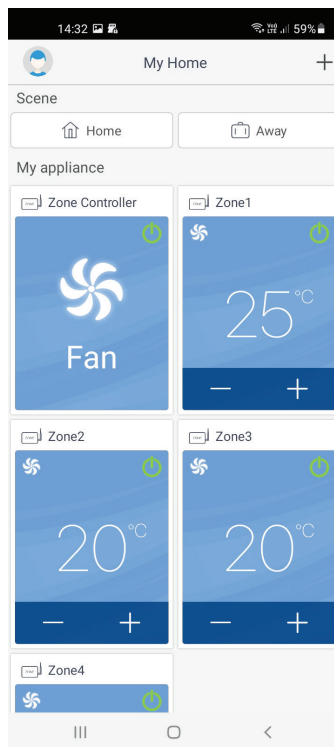 14:32 59%
My Home
Scene
Home Away
My appliance
Zone Controller Zone1
Fan 25°C
Zone2 Zone3
20°C 20°C
Zone4